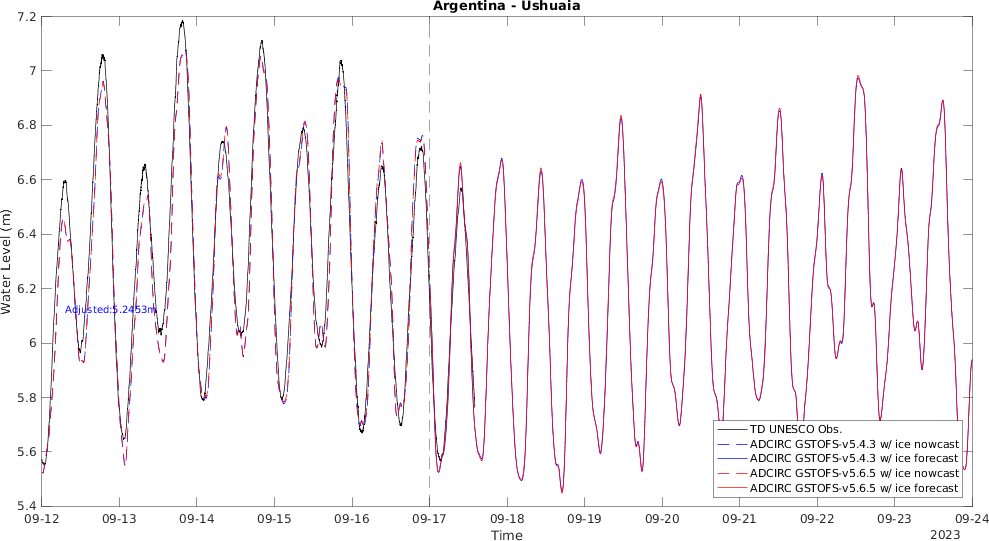 Argentina - Ushuaia
Water Level (m)
7.2
7
6.8
6.6
6.4
6.2
6
5.8
5.6
5.4
Adjusted:5.2453m
TD UNESCO Obs.
ADCIRC GSTOFS-v5.4.3 w/ ice nowcast
ADCIRC GSTOFS-v5.4.3 w/ ice forecast
ADCIRC GSTOFS-v5.6.5 w/ ice nowcast
ADCIRC GSTOFS-v5.6.5 w/ ice forecast
09-12 09-13 09-14 09-15 09-16 09-17 09-18 09-19 09-20 09-21 09-22 09-23 09-24
Time
2023